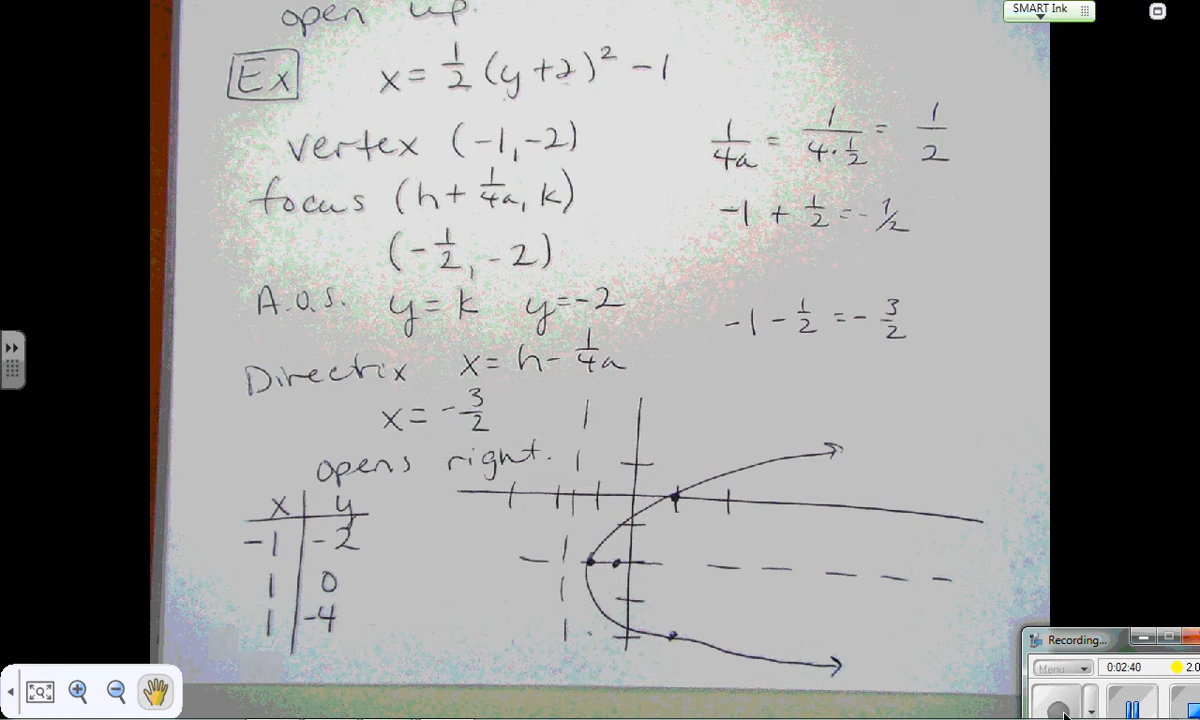 SMART Ink
open up.
Ex x = 1/2 (y+2)² - 1
vertex (-1,-2)
1/4a = 1/(4·1/2) = 1/2
focus (h + 1/4a, k)
-1 + 1/2 = - 1/2
(-1/2, -2)
A.O.S. y = k y = -2
-1 - 1/2 = - 3/2
Directrix x = h - 1/4a
x = - 3/2
opens right.
x y
-1 -2
1 0
1 -4
Recording...
Menu 0:02:40 2.0